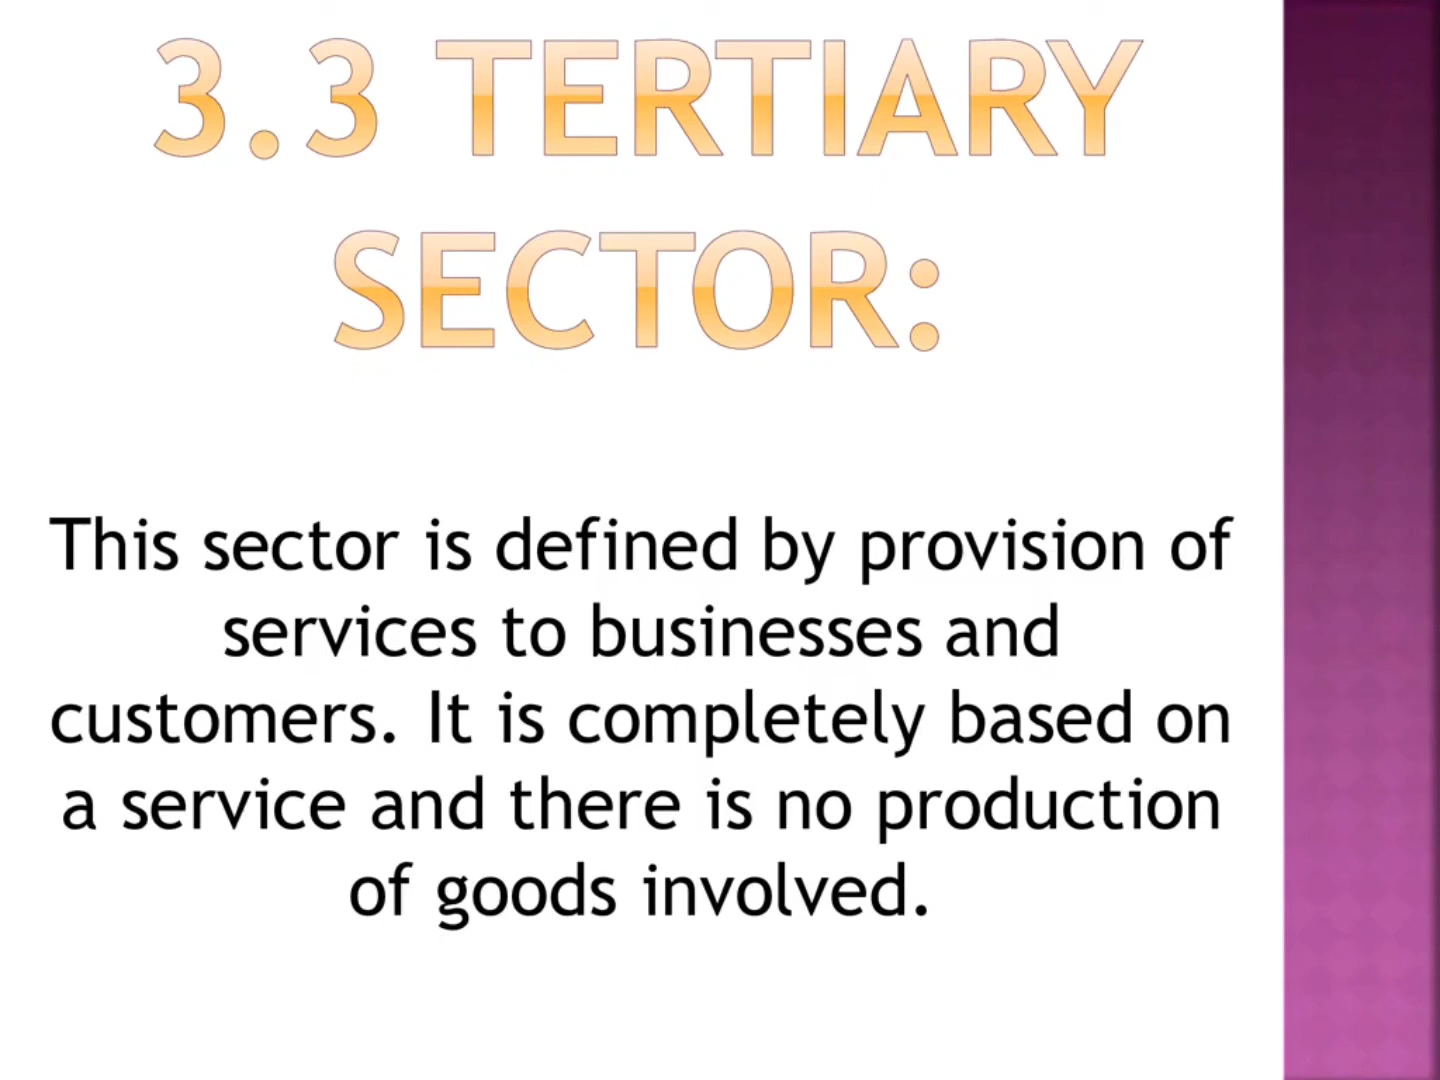 3.3 TERTIARY
SECTOR:
This sector is defined by provision of
services to businesses and
customers. It is completely based on
a service and there is no production
of goods involved.